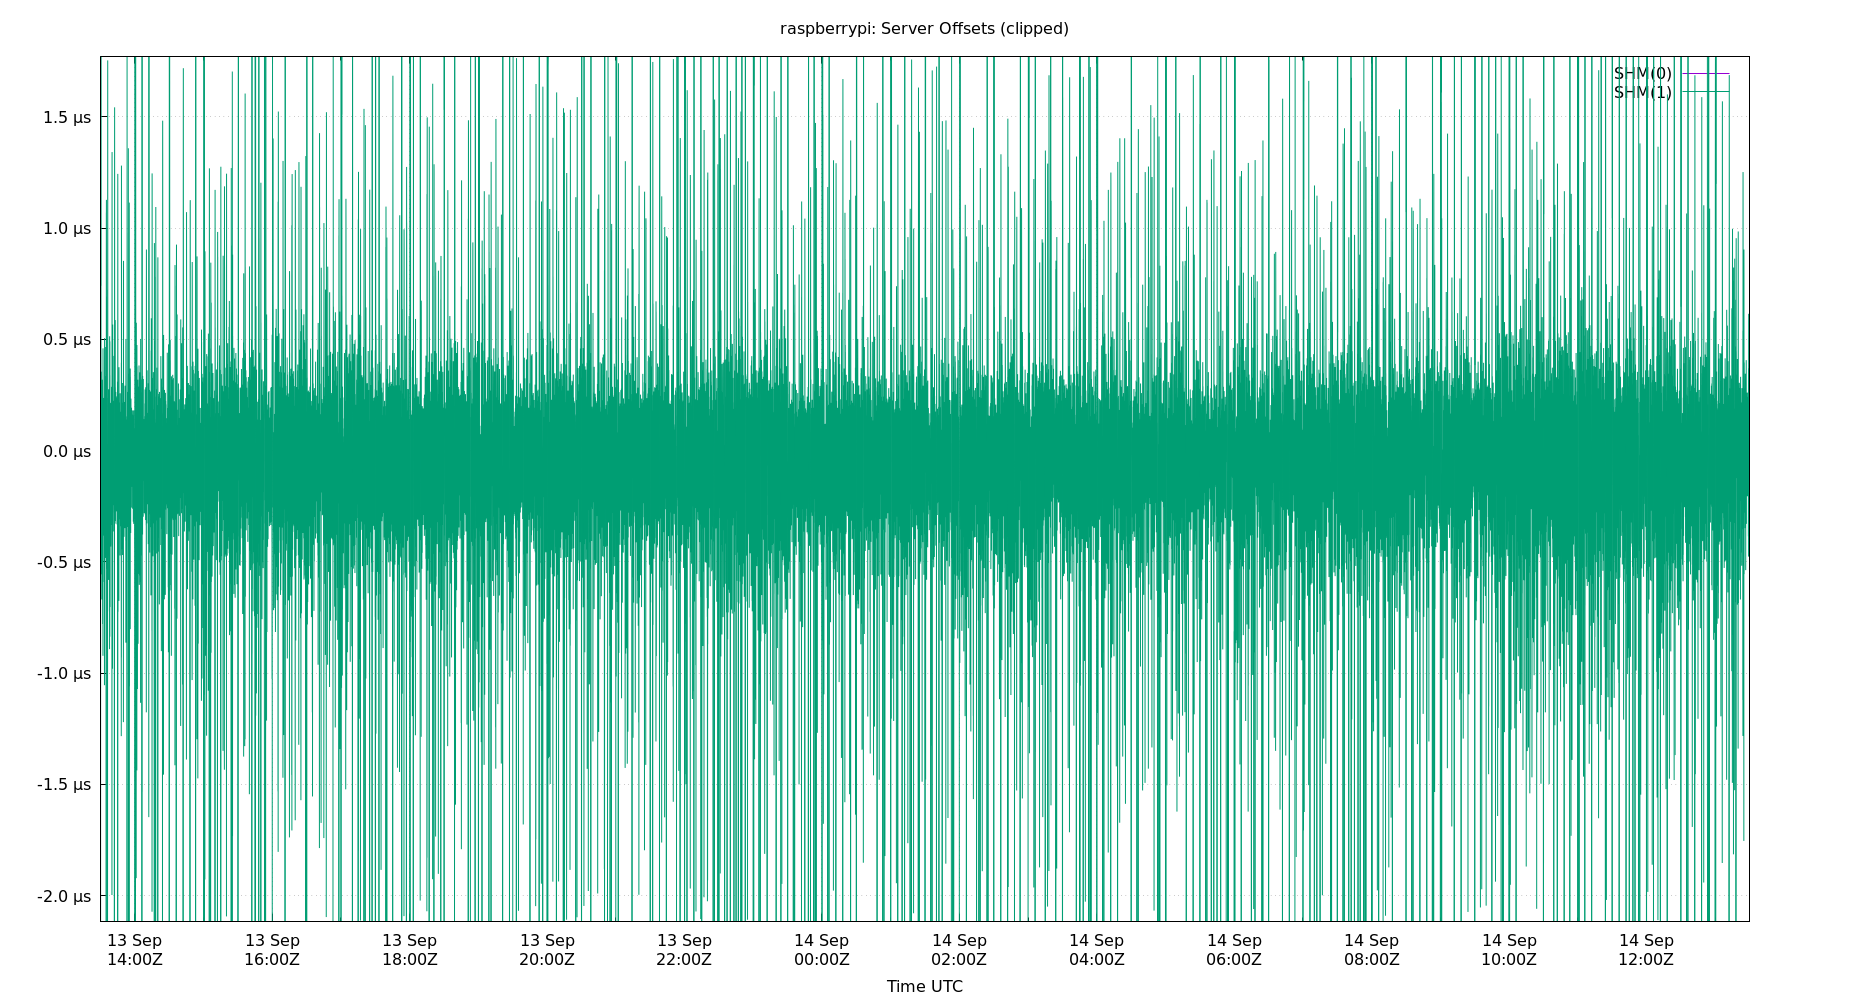 raspberrypi: Server Offsets (clipped)
SHM(0)
SHM(1)
1.5 µs
1.0 µs
0.5 µs
0.0 µs
-0.5 µs
-1.0 µs
-1.5 µs
-2.0 µs
13 Sep 13 Sep 13 Sep 13 Sep 13 Sep 14 Sep 14 Sep 14 Sep 14 Sep 14 Sep 14 Sep 14 Sep
14:00Z 16:00Z 18:00Z 20:00Z 22:00Z 00:00Z 02:00Z 04:00Z 06:00Z 08:00Z 10:00Z 12:00Z
Time UTC